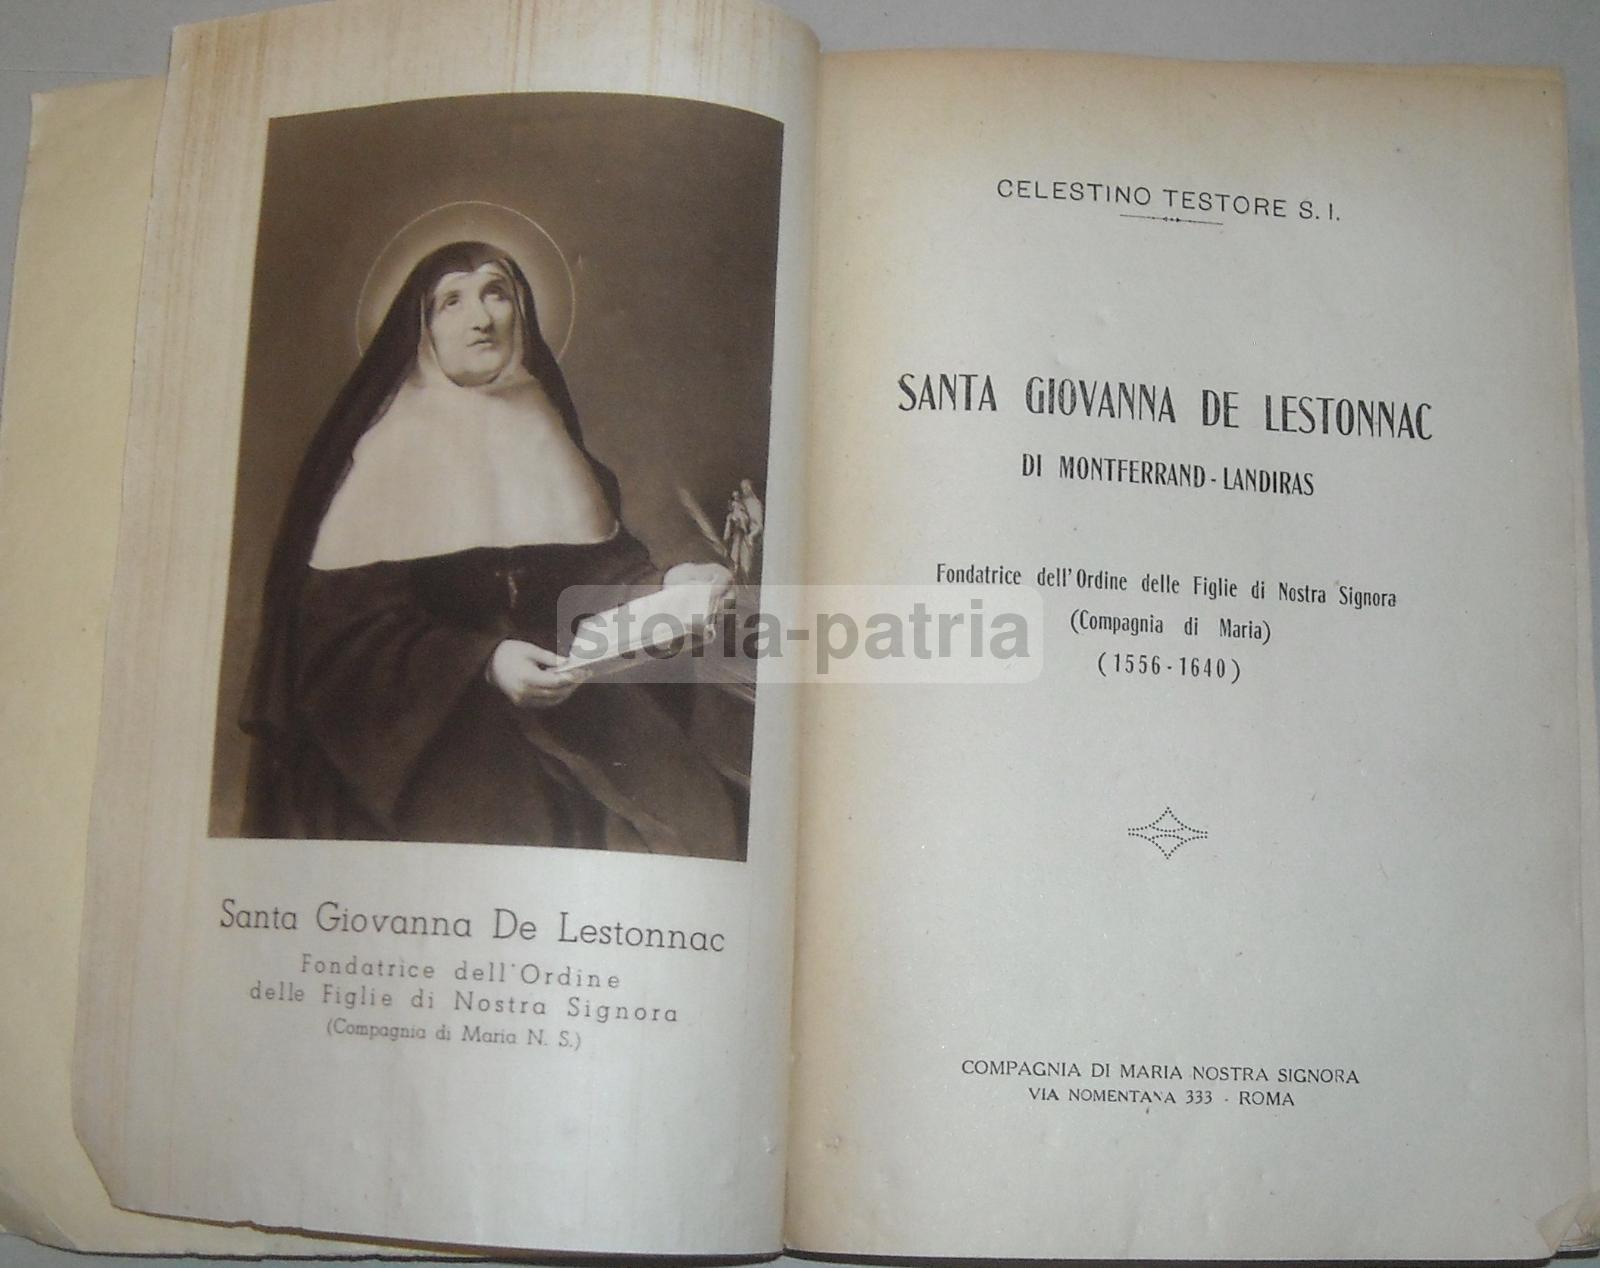 Santa Giovanna De Lestonnac
Fondatrice dell'Ordine
delle Figlie di Nostra Signora
(Compagnia di Maria N. S.)
CELESTINO TESTORE S. I.
SANTA GIOVANNA DE LESTONNAC
DI MONTFERRAND - LANDIRAS
Fondatrice dell'Ordine delle Figlie di Nostra Signora
(Compagnia di Maria)
(1556 - 1640)
COMPAGNIA DI MARIA NOSTRA SIGNORA
VIA NOMENTANA 333 - ROMA
storia-patria